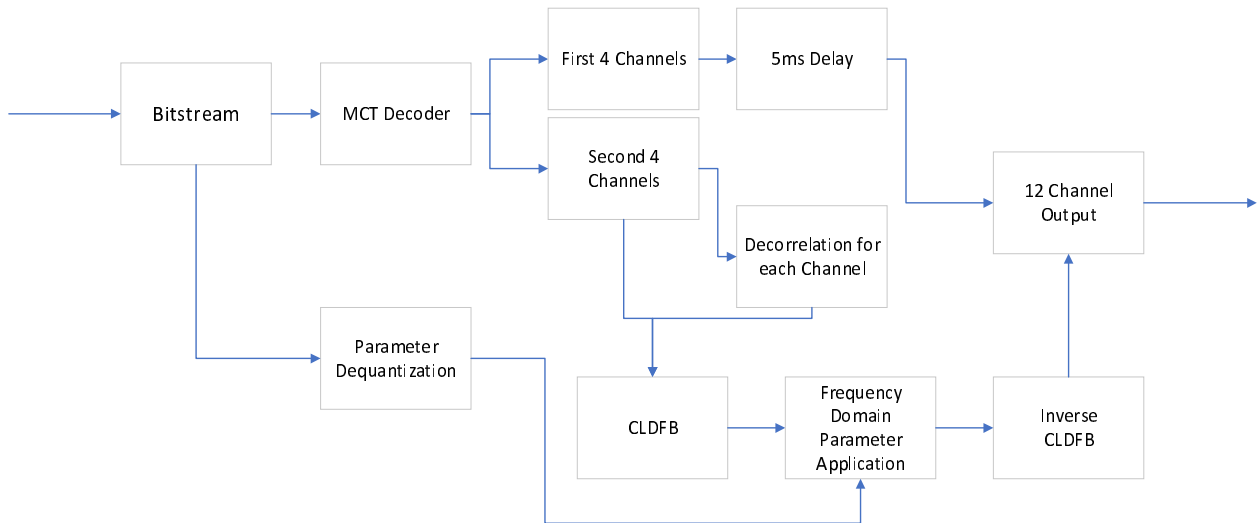 First 4 Channels
5ms Delay
Bitstream
MCT Decoder
Second 4
Channels
12 Channel
Output
Decorrelation for
each Channel
Parameter
Dequantization
CLDFB
Frequency
Domain
Parameter
Application
Inverse
CLDFB